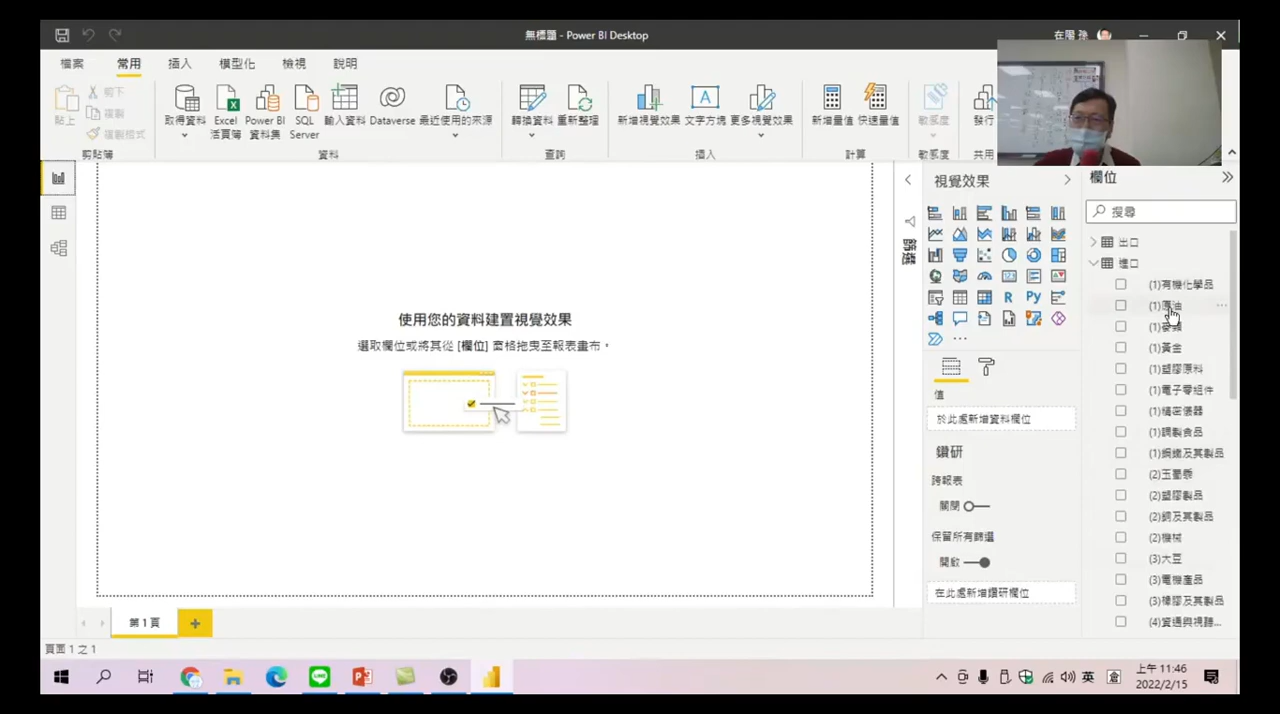 無標題 - Power BI Desktop
在陽 孫
檔案 常用 插入 模型化 檢視 說明
貼上
剪下
複製
複製格式
剪貼簿
取得資料
Excel 活頁簿
Power BI 資料集
SQL Server
輸入資料
Dataverse
最近使用的來源
資料
轉換資料
重新整理
查詢
新增視覺效果
文字方塊
更多視覺效果
插入
新增量值
快速量值
計算
敏感度
敏感度
發行
共用
使用您的資料建置視覺效果
選取欄位或將其從 [欄位] 窗格拖曳至報表畫布。
篩選
視覺效果
R Py
值
於此處新增資料欄位
鑽研
跨報表
關閉
保留所有篩選
開啟
在此處新增鑽研欄位
欄位
搜尋
出口
進口
(1)有機化學品
(1)原油
(1)麥類
(1)黃金
(1)塑膠原料
(1)電子零組件
(1)精密儀器
(1)調製食品
(1)鋼鐵及其製品
(2)玉蜀黍
(2)塑膠製品
(2)銅及其製品
(2)機械
(3)大豆
(3)電機產品
(3)橡膠及其製品
(4)資通與視聽...
第 1 頁
頁面 1 之 1
英
倉
上午 11:46
2022/2/15